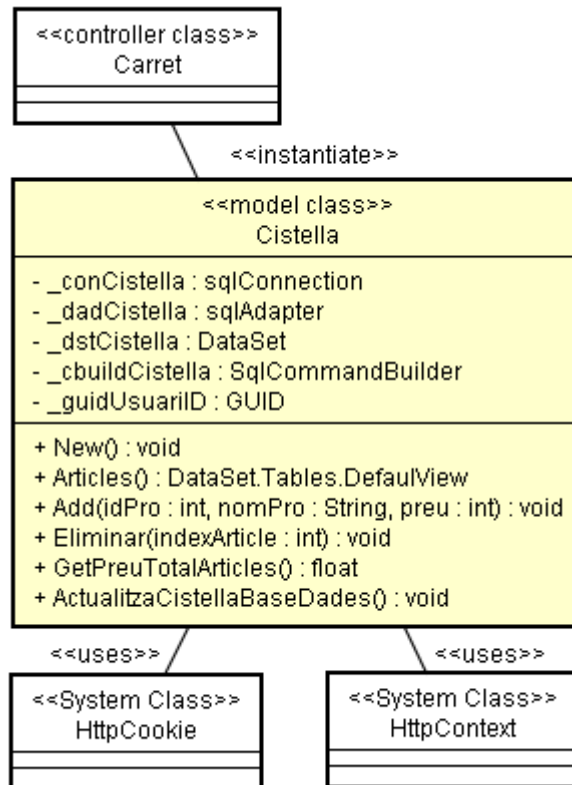 <<controller class>>
Carret
<<instantiate>>
<<model class>>
Cistella
- _conCistella : sqlConnection
- _dadCistella : sqlAdapter
- _dstCistella : DataSet
- _cbuildCistella : SqlCommandBuilder
- _guidUsuariID : GUID
+ New() : void
+ Articles() : DataSet.Tables.DefaulView
+ Add(idPro : int, nomPro : String, preu : int) : void
+ Eliminar(indexArticle : int) : void
+ GetPreuTotalArticles() : float
+ ActualitzaCistellaBaseDades() : void
<<uses>>
<<uses>>
<<System Class>>
HttpCookie
<<System Class>>
HttpContext